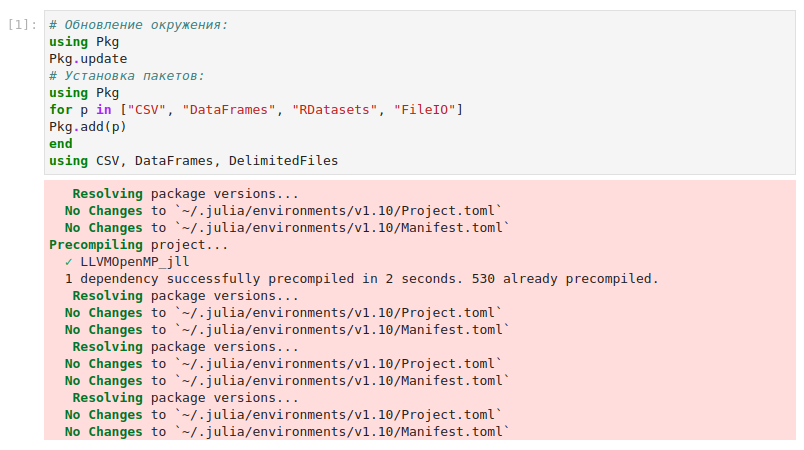 [1]: # Обновление окружения:
using Pkg
Pkg.update
# Установка пакетов:
using Pkg
for p in ["CSV", "DataFrames", "RDatasets", "FileIO"]
Pkg.add(p)
end
using CSV, DataFrames, DelimitedFiles
Resolving package versions...
No Changes to `~/.julia/environments/v1.10/Project.toml`
No Changes to `~/.julia/environments/v1.10/Manifest.toml`
Precompiling project...
✓ LLVMOpenMP_jll
1 dependency successfully precompiled in 2 seconds. 530 already precompiled.
Resolving package versions...
No Changes to `~/.julia/environments/v1.10/Project.toml`
No Changes to `~/.julia/environments/v1.10/Manifest.toml`
Resolving package versions...
No Changes to `~/.julia/environments/v1.10/Project.toml`
No Changes to `~/.julia/environments/v1.10/Manifest.toml`
Resolving package versions...
No Changes to `~/.julia/environments/v1.10/Project.toml`
No Changes to `~/.julia/environments/v1.10/Manifest.toml`